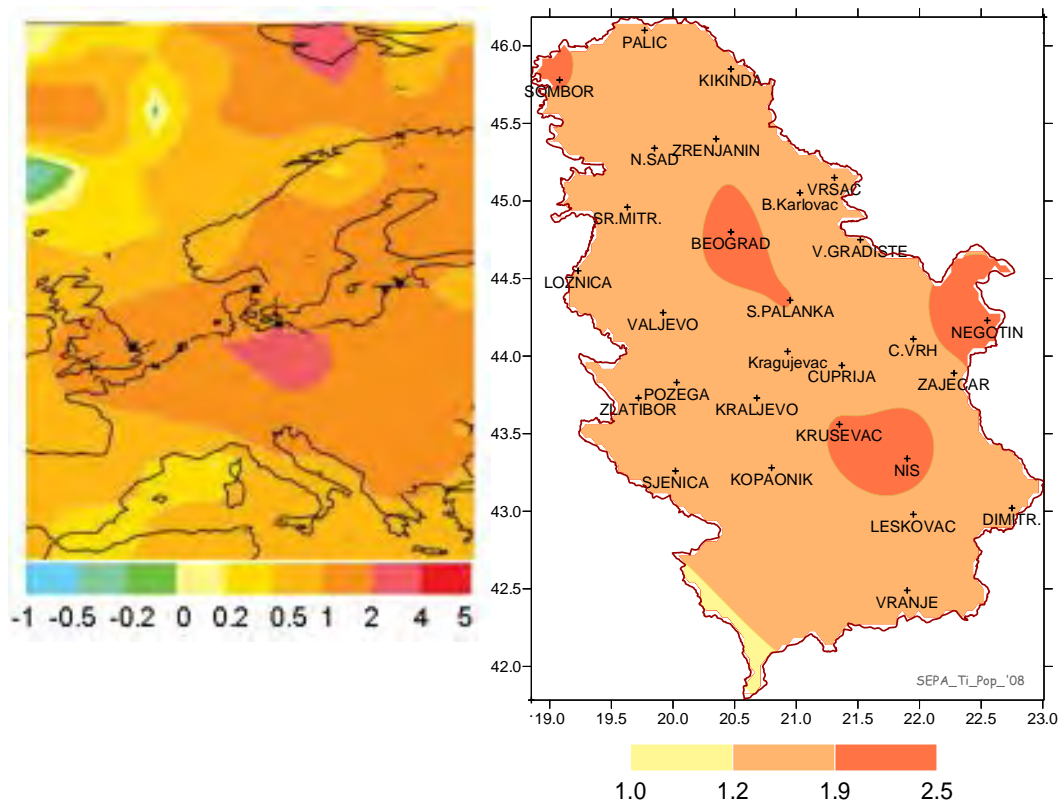 -1 -0.5 -0.2 0 0.2 0.5 1 2 4 5
46.0
PALIC
KIKINDA
SOMBOR
45.5
N.SAD
ZRENJANIN
VRSAC
45.0
B.Karlovac
SR.MITR.
BEOGRAD
V.GRADISTE
44.5
LOZNICA
S.PALANKA
VALJEVO
NEGOTIN
C.VRH
44.0
Kragujevac
CUPRIJA
ZAJECAR
POZEGA
ZLATIBOR
KRALJEVO
43.5
KRUSEVAC
NIS
SJENICA
KOPAONIK
43.0
LESKOVAC
DIMITR.
42.5
VRANJE
42.0
SEPA_Ti_Pop_'08
19.0 19.5 20.0 20.5 21.0 21.5 22.0 22.5 23.0
1.0 1.2 1.9 2.5